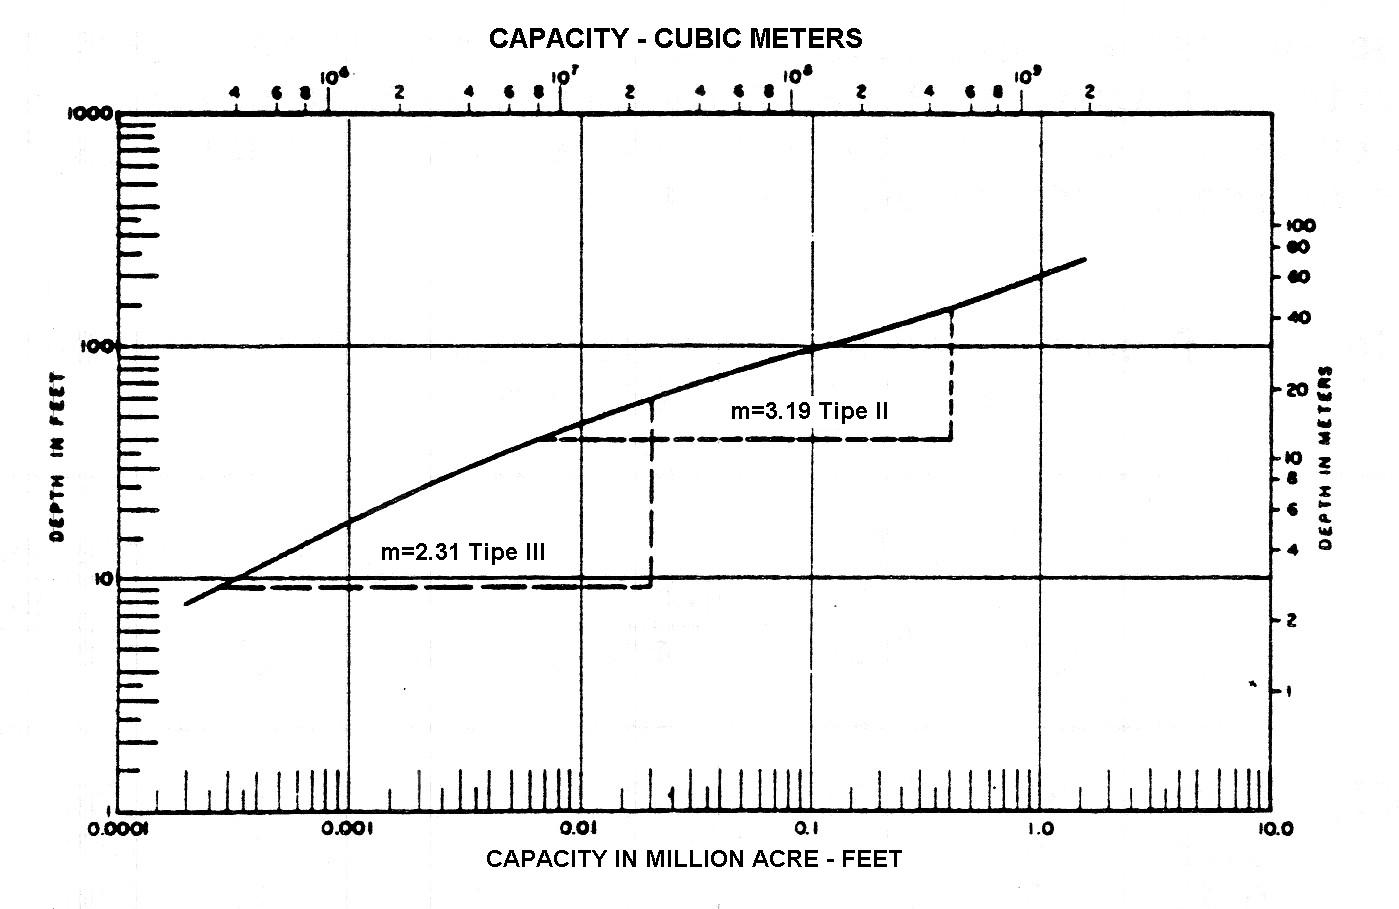 CAPACITY - CUBIC METERS
4 6 8 10⁶ 2 4 6 8 10⁷ 2 4 6 8 10⁸ 2 4 6 8 10⁹ 2
1000
100
80
60
40
100
DEPTH IN FEET
20
DEPTH IN METERS
m=3.19 Tipe II
10
8
6
m=2.31 Tipe III
4
10
2
1
1
0.0001 0.001 0.01 0.1 1.0 10.0
CAPACITY IN MILLION ACRE - FEET